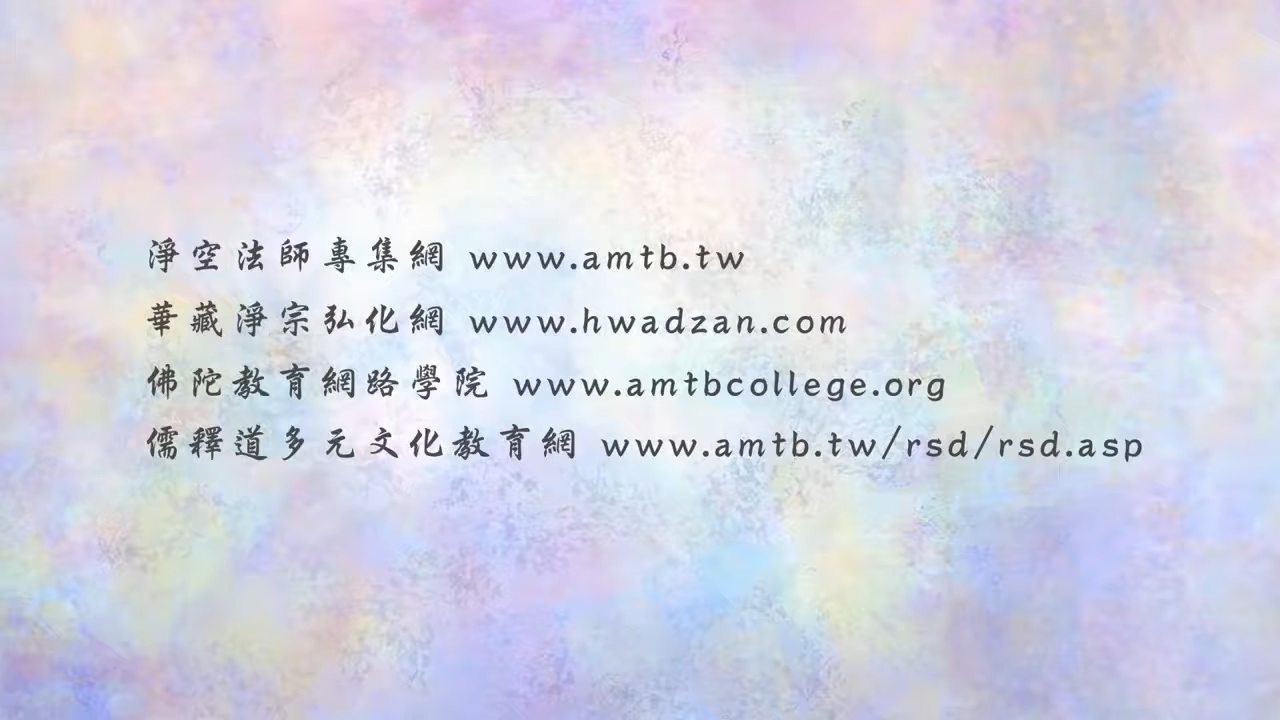 淨空法師專集網 www.amtb.tw
華藏淨宗弘化網 www.hwadzan.com
佛陀教育網路學院 www.amtbcollege.org
儒釋道多元文化教育網 www.amtb.tw/rsd/rsd.asp